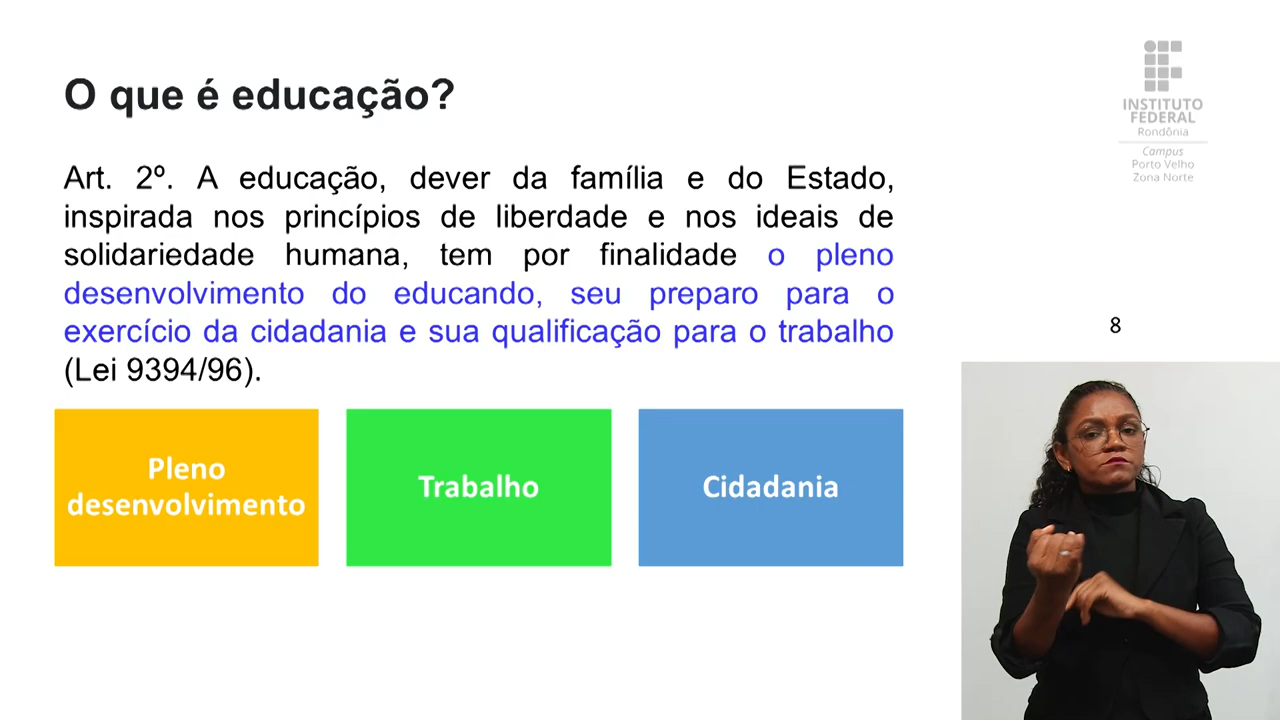 O que é educação?
Art. 2º. A educação, dever da família e do Estado,
inspirada nos princípios de liberdade e nos ideais de
solidariedade humana, tem por finalidade o pleno
desenvolvimento do educando, seu preparo para o
exercício da cidadania e sua qualificação para o trabalho
(Lei 9394/96).
Pleno
desenvolvimento
Trabalho
Cidadania
INSTITUTO
FEDERAL
Rondônia
Campus
Porto Velho
Zona Norte
8